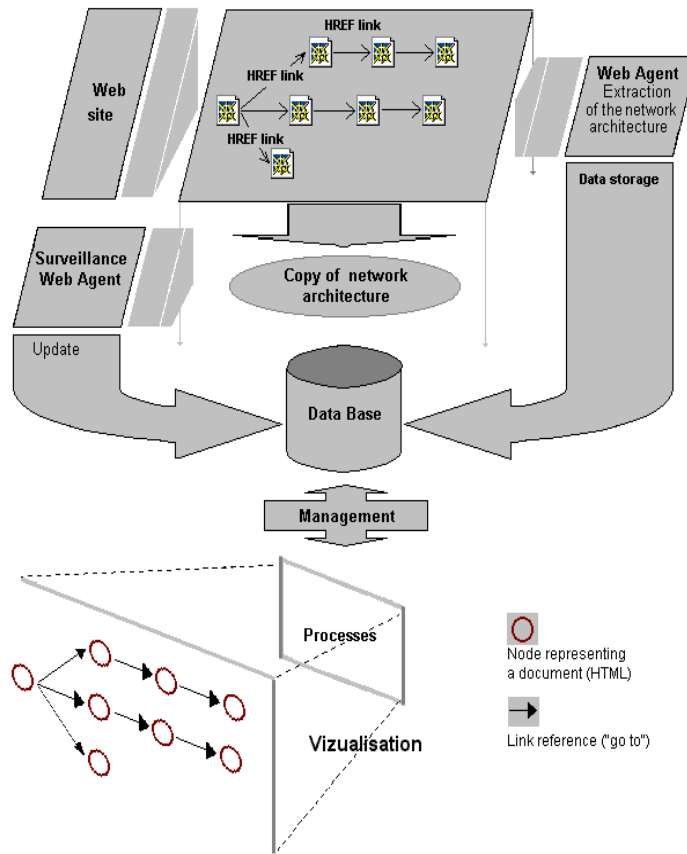 HREF link
HREF link
HREF link
Web
site
Web Agent
Extraction
of the network
architecture
Data storage
Surveillance
Web Agent
Copy of network
architecture
Update
Data Base
Management
Processes
Vizualisation
Node representing
a document (HTML)
Link reference ("go to")